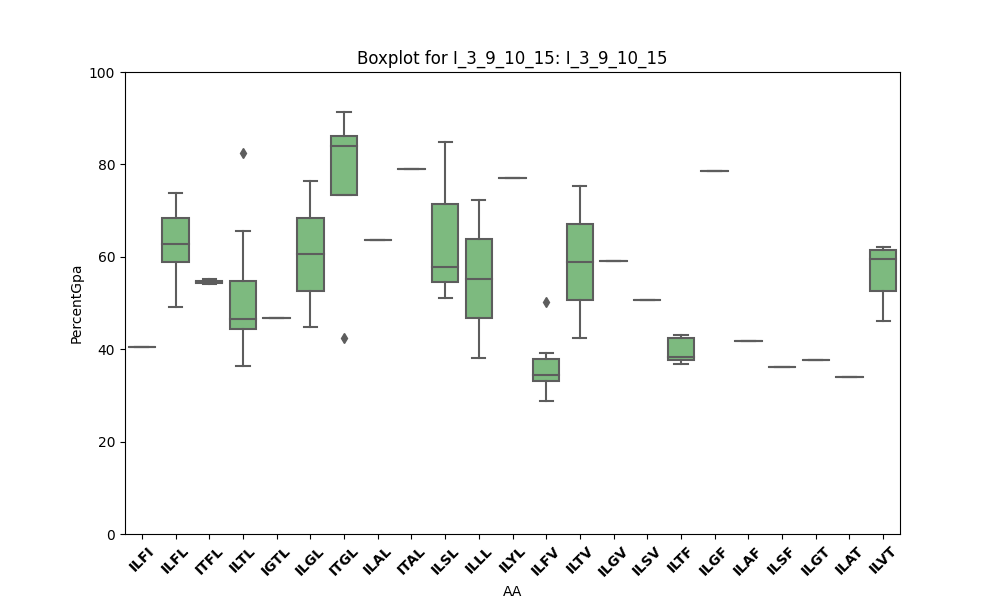 Boxplot for I_3_9_10_15: I_3_9_10_15
PercentGpa
100
80
60
40
20
0
ILFI ILFL ITFL ILTL IGTL ILGL ITGL ILAL ITAL ILSL ILLL ILYL ILFV ILTV ILGV ILSV ILTF ILGF ILAF ILSF ILGT ILAT ILVT
AA